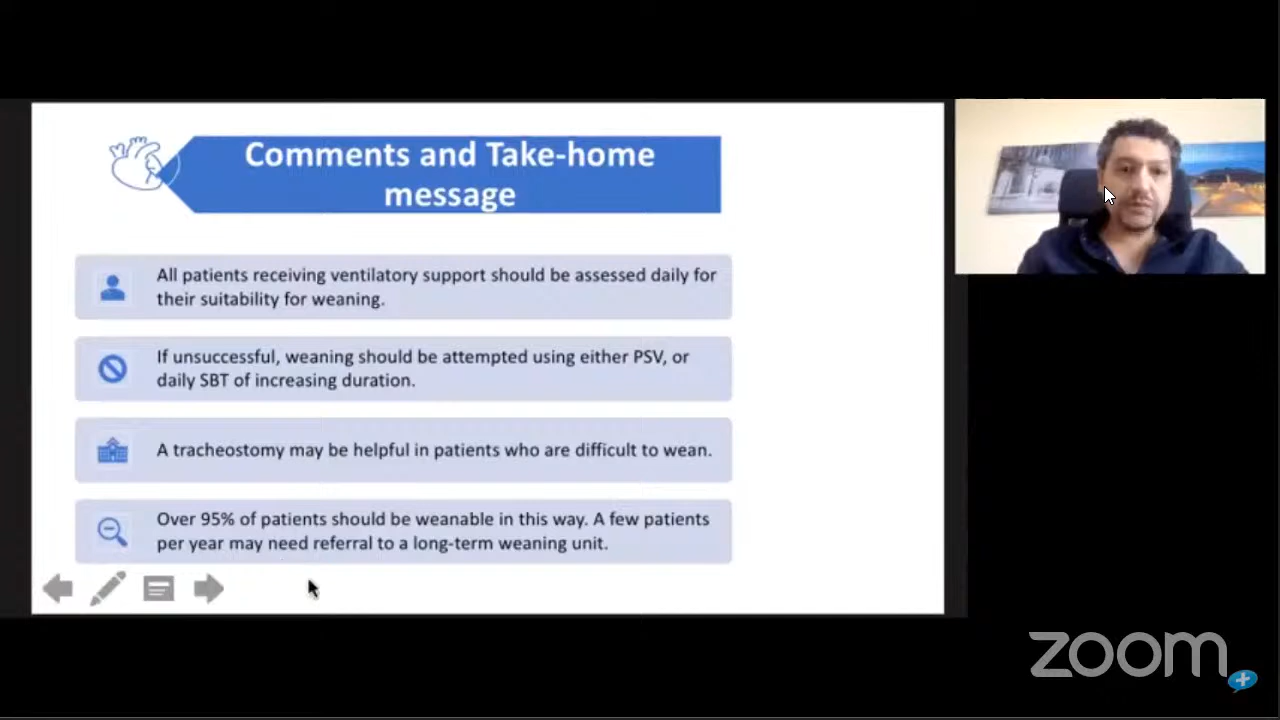 Comments and Take-home
message
All patients receiving ventilatory support should be assessed daily for
their suitability for weaning.
If unsuccessful, weaning should be attempted using either PSV, or
daily SBT of increasing duration.
A tracheostomy may be helpful in patients who are difficult to wean.
Over 95% of patients should be weanable in this way. A few patients
per year may need referral to a long-term weaning unit.
zoom